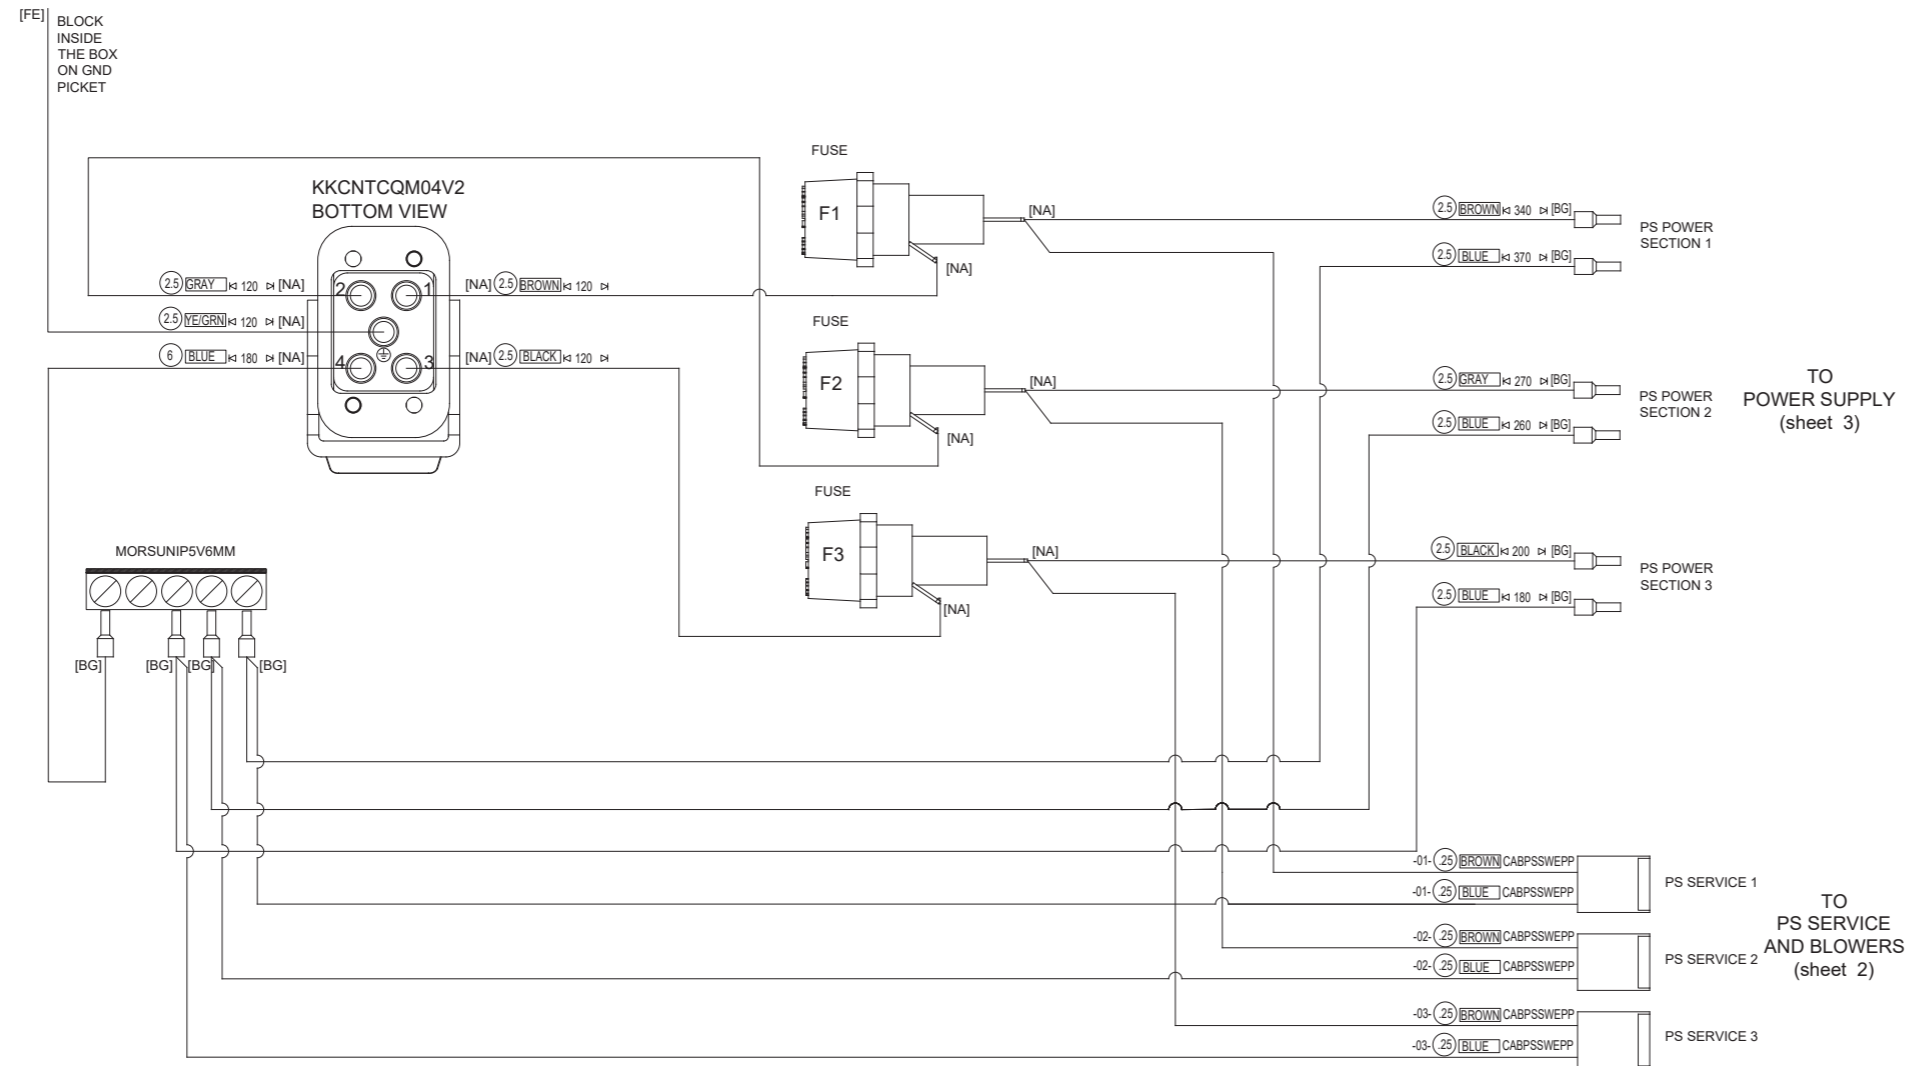 [FE]
BLOCK
INSIDE
THE BOX
ON GND
PICKET
KKCNTCQM04V2
BOTTOM VIEW
2.5 GRAY 120 [NA]
2.5 YE/GRN 120 [NA]
6 BLUE 180 [NA]
2 1
4 3
[NA] 2.5 BROWN 120
[NA] 2.5 BLACK 120
FUSE
F1
[NA]
[NA]
FUSE
F2
[NA]
[NA]
FUSE
F3
[NA]
[NA]
2.5 BROWN 340 [BG]
2.5 BLUE 370 [BG]
PS POWER
SECTION 1
2.5 GRAY 270 [BG]
2.5 BLUE 260 [BG]
PS POWER
SECTION 2
2.5 BLACK 200 [BG]
2.5 BLUE 180 [BG]
PS POWER
SECTION 3
TO
POWER SUPPLY
(sheet 3)
MORSUNIP5V6MM
[BG] [BG] [BG] [BG]
-01- .25 BROWN CABPSSWEPP
-01- .25 BLUE CABPSSWEPP
PS SERVICE 1
-02- .25 BROWN CABPSSWEPP
-02- .25 BLUE CABPSSWEPP
PS SERVICE 2
-03- .25 BROWN CABPSSWEPP
-03- .25 BLUE CABPSSWEPP
PS SERVICE 3
TO
PS SERVICE
AND BLOWERS
(sheet 2)